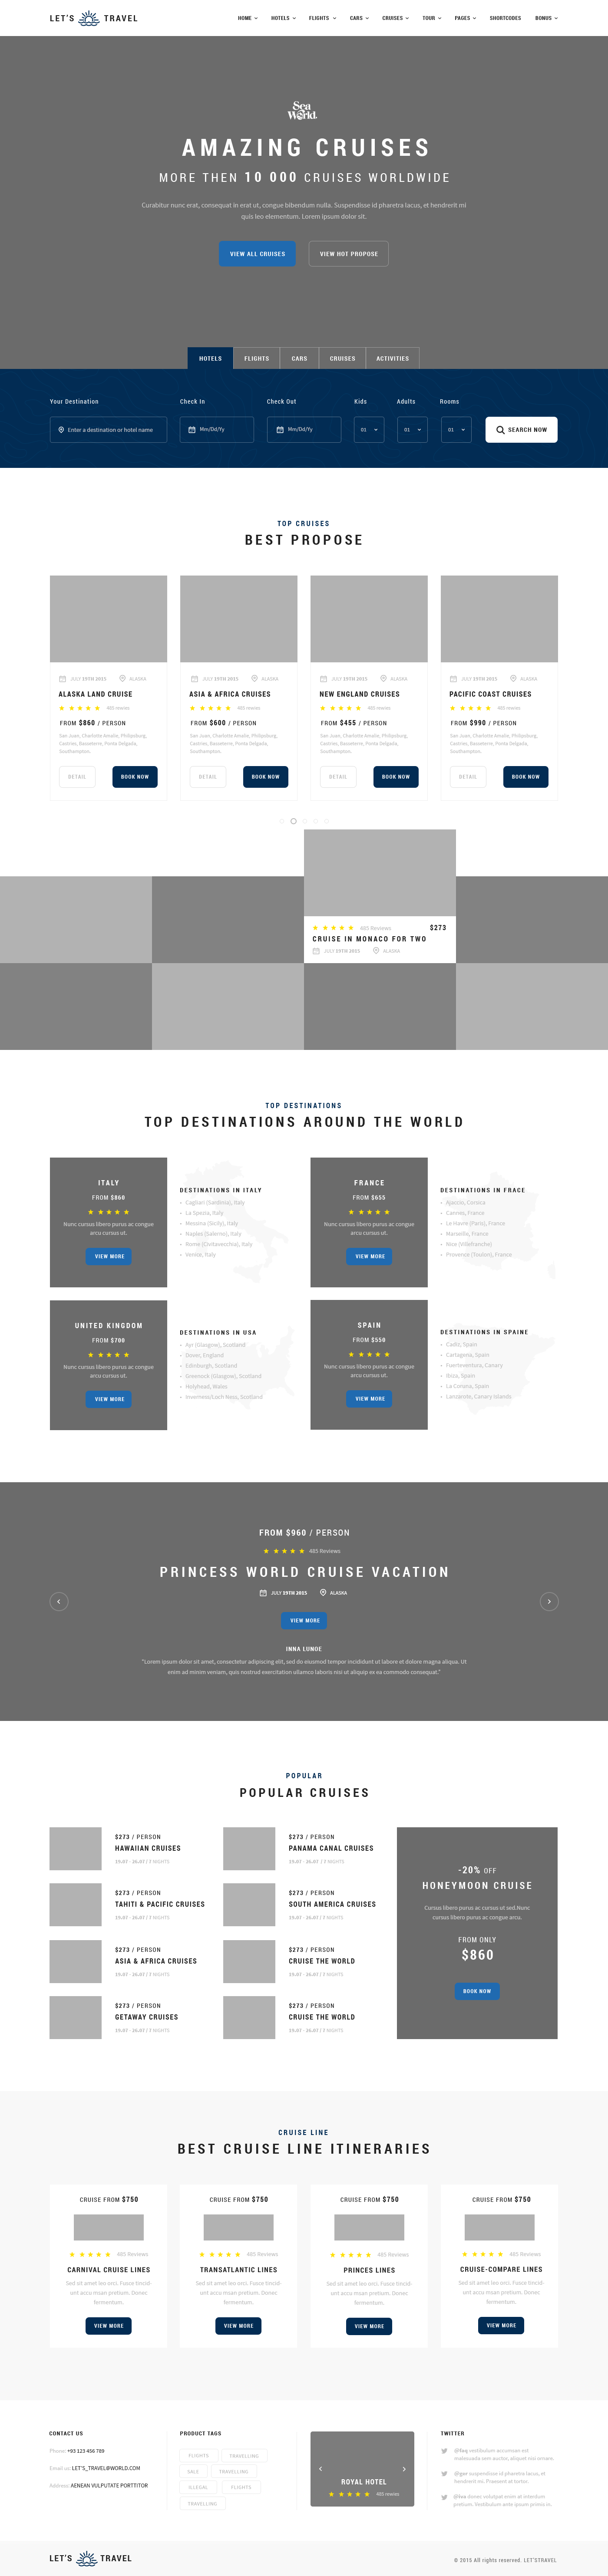 LET'S TRAVEL
HOME HOTELS FLIGHTS CARS CRUISES TOUR PAGES SHORTCODES BONUS
Sea World.
AMAZING CRUISES
MORE THEN 10 000 CRUISES WORLDWIDE
Curabitur nunc erat, consequat in erat ut, congue bibendum nulla. Suspendisse id pharetra lacus, et hendrerit mi
quis leo elementum. Lorem ipsum dolor sit.
VIEW ALL CRUISES VIEW HOT PROPOSE
HOTELS FLIGHTS CARS CRUISES ACTIVITIES
Your Destination Check In Check Out Kids Adults Rooms
Enter a destination or hotel name Mm/Dd/Yy Mm/Dd/Yy 01 01 01 SEARCH NOW
TOP CRUISES
BEST PROPOSE
JULY 19TH 2015 ALASKA
ALASKA LAND CRUISE
485 rewies
FROM $860 / PERSON
San Juan, Charlotte Amalie, Philipsburg,
Castries, Basseterre, Ponta Delgada,
Southampton.
DETAIL BOOK NOW
JULY 19TH 2015 ALASKA
ASIA & AFRICA CRUISES
485 rewies
FROM $600 / PERSON
San Juan, Charlotte Amalie, Philipsburg,
Castries, Basseterre, Ponta Delgada,
Southampton.
DETAIL BOOK NOW
JULY 19TH 2015 ALASKA
NEW ENGLAND CRUISES
485 rewies
FROM $455 / PERSON
San Juan, Charlotte Amalie, Philipsburg,
Castries, Basseterre, Ponta Delgada,
Southampton.
DETAIL BOOK NOW
JULY 19TH 2015 ALASKA
PACIFIC COAST CRUISES
485 rewies
FROM $990 / PERSON
San Juan, Charlotte Amalie, Philipsburg,
Castries, Basseterre, Ponta Delgada,
Southampton.
DETAIL BOOK NOW
485 Reviews $273
CRUISE IN MONACO FOR TWO
JULY 19TH 2015 ALASKA
TOP DESTINATIONS
TOP DESTINATIONS AROUND THE WORLD
ITALY
FROM $860
Nunc cursus libero purus ac congue
arcu cursus ut.
VIEW MORE
DESTINATIONS IN ITALY
Cagliari (Sardinia), Italy
La Spezia, Italy
Messina (Sicily), Italy
Naples (Salerno), Italy
Rome (Civitavecchia), Italy
Venice, Italy
FRANCE
FROM $655
Nunc cursus libero purus ac congue
arcu cursus ut.
VIEW MORE
DESTINATIONS IN FRACE
Ajaccio, Corsica
Cannes, France
Le Havre (Paris), France
Marseille, France
Nice (Villefranche)
Provence (Toulon), France
UNITED KINGDOM
FROM $700
Nunc cursus libero purus ac congue
arcu cursus ut.
VIEW MORE
DESTINATIONS IN USA
Ayr (Glasgow), Scotland
Dover, England
Edinburgh, Scotland
Greenock (Glasgow), Scotland
Holyhead, Wales
Inverness/Loch Ness, Scotland
SPAIN
FROM $550
Nunc cursus libero purus ac congue
arcu cursus ut.
VIEW MORE
DESTINATIONS IN SPAINE
Cadiz, Spain
Cartagena, Spain
Fuerteventura, Canary
Ibiza, Spain
La Coruna, Spain
Lanzarote, Canary Islands
FROM $960 / PERSON
485 Reviews
PRINCESS WORLD CRUISE VACATION
JULY 19TH 2015 ALASKA
VIEW MORE
INNA LUNOE
"Lorem ipsum dolor sit amet, consectetur adipiscing elit, sed do eiusmod tempor incididunt ut labore et dolore magna aliqua. Ut
enim ad minim veniam, quis nostrud exercitation ullamco laboris nisi ut aliquip ex ea commodo consequat."
POPULAR
POPULAR CRUISES
$273 / PERSON
HAWAIIAN CRUISES
19.07 - 26.07 / 7 NIGHTS
$273 / PERSON
TAHITI & PACIFIC CRUISES
19.07 - 26.07 / 7 NIGHTS
$273 / PERSON
ASIA & AFRICA CRUISES
19.07 - 26.07 / 7 NIGHTS
$273 / PERSON
GETAWAY CRUISES
19.07 - 26.07 / 7 NIGHTS
$273 / PERSON
PANAMA CANAL CRUISES
19.07 - 26.07 / 7 NIGHTS
$273 / PERSON
SOUTH AMERICA CRUISES
19.07 - 26.07 / 7 NIGHTS
$273 / PERSON
CRUISE THE WORLD
19.07 - 26.07 / 7 NIGHTS
$273 / PERSON
CRUISE THE WORLD
19.07 - 26.07 / 7 NIGHTS
-20% OFF
HONEYMOON CRUISE
Cursus libero purus ac cursus ut sed.Nunc
cursus libero purus ac congue arcu.
FROM ONLY
$860
BOOK NOW
CRUISE LINE
BEST CRUISE LINE ITINERARIES
CRUISE FROM $750
485 Reviews
CARNIVAL CRUISE LINES
Sed sit amet leo orci. Fusce tincid-
unt arcu msan pretium. Donec
fermentum.
VIEW MORE
CRUISE FROM $750
485 Reviews
TRANSATLANTIC LINES
Sed sit amet leo orci. Fusce tincid-
unt arcu msan pretium. Donec
fermentum.
VIEW MORE
CRUISE FROM $750
485 Reviews
PRINCES LINES
Sed sit amet leo orci. Fusce tincid-
unt arcu msan pretium. Donec
fermentum.
VIEW MORE
CRUISE FROM $750
485 Reviews
CRUISE-COMPARE LINES
Sed sit amet leo orci. Fusce tincid-
unt arcu msan pretium. Donec
fermentum.
VIEW MORE
CONTACT US
Phone: +93 123 456 789
Email us: LET'S_TRAVEL@WORLD.COM
Address: AENEAN VULPUTATE PORTTITOR
PRODUCT TAGS
FLIGHTS TRAVELLING
SALE TRAVELLING
ILLEGAL FLIGHTS
TRAVELLING
ROYAL HOTEL
485 rewies
TWITTER
@faq vestibulum accumsan est
malesuada sem auctor, aliquet nisi ornare.
@gor suspendisse id pharetra lacus, et
hendrerit mi. Praesent et tortor.
donec volutpat enim at interdum
pretium. Vestibulum ante ipsum primis in.
LET'S TRAVEL
© 2015 All rights reserved. LET'STRAVEL